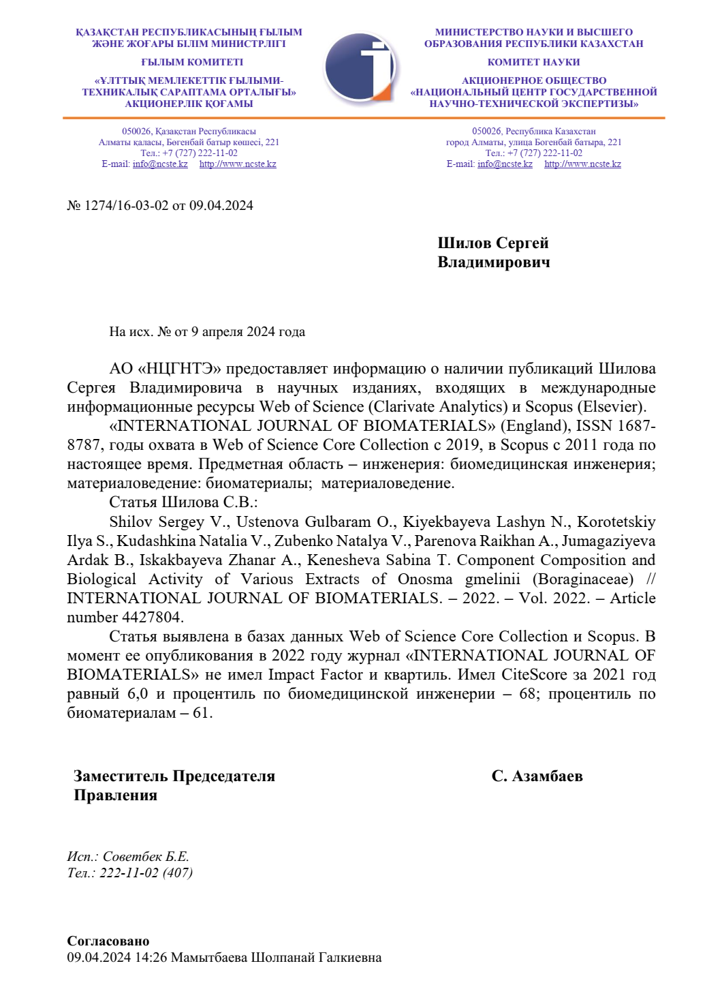 ҚАЗАҚСТАН РЕСПУБЛИКАСЫНЫҢ ҒЫЛЫМ
ЖӘНЕ ЖОҒАРЫ БІЛІМ МИНИСТРЛІГІ
ҒЫЛЫМ КОМИТЕТІ
«ҰЛТТЫҚ МЕМЛЕКЕТТІК ҒЫЛЫМИ-
ТЕХНИКАЛЫҚ САРАПТАМА ОРТАЛЫҒЫ»
АКЦИОНЕРЛІК ҚОҒАМЫ
МИНИСТЕРСТВО НАУКИ И ВЫСШЕГО
ОБРАЗОВАНИЯ РЕСПУБЛИКИ КАЗАХСТАН
КОМИТЕТ НАУКИ
АКЦИОНЕРНОЕ ОБЩЕСТВО
«НАЦИОНАЛЬНЫЙ ЦЕНТР ГОСУДАРСТВЕННОЙ
НАУЧНО-ТЕХНИЧЕСКОЙ ЭКСПЕРТИЗЫ»
050026, Қазақстан Республикасы
Алматы қаласы, Бөгенбай батыр көшесі, 221
Тел.: +7 (727) 222-11-02
E-mail: info@ncste.kz http://www.ncste.kz
050026, Республика Казахстан
город Алматы, улица Богенбай батыра, 221
Тел.: +7 (727) 222-11-02
E-mail: info@ncste.kz http://www.ncste.kz
№ 1274/16-03-02 от 09.04.2024
Шилов Сергей
Владимирович
На исх. № от 9 апреля 2024 года
АО «НЦГНТЭ» предоставляет информацию о наличии публикаций Шилова
Сергея Владимировича в научных изданиях, входящих в международные
информационные ресурсы Web of Science (Clarivate Analytics) и Scopus (Elsevier).
«INTERNATIONAL JOURNAL OF BIOMATERIALS» (England), ISSN 1687-
8787, годы охвата в Web of Science Core Collection с 2019, в Scopus с 2011 года по
настоящее время. Предметная область – инженерия: биомедицинская инженерия;
материаловедение: биоматериалы; материаловедение.
Статья Шилова С.В.:
Shilov Sergey V., Ustenova Gulbaram O., Kiyekbayeva Lashyn N., Korotetskiy
Ilya S., Kudashkina Natalia V., Zubenko Natalya V., Parenova Raikhan A., Jumagaziyeva
Ardak B., Iskakbayeva Zhanar A., Kenesheva Sabina T. Component Composition and
Biological Activity of Various Extracts of Onosma gmelinii (Boraginaceae) //
INTERNATIONAL JOURNAL OF BIOMATERIALS. – 2022. – Vol. 2022. – Article
number 4427804.
Статья выявлена в базах данных Web of Science Core Collection и Scopus. В
момент ее опубликования в 2022 году журнал «INTERNATIONAL JOURNAL OF
BIOMATERIALS» не имел Impact Factor и квартиль. Имел CiteScore за 2021 год
равный 6,0 и процентиль по биомедицинской инженерии – 68; процентиль по
биоматериалам – 61.
Заместитель Председателя
Правления
С. Азамбаев
Исп.: Советбек Б.Е.
Тел.: 222-11-02 (407)
Согласовано
09.04.2024 14:26 Мамытбаева Шолпанай Галкиевна